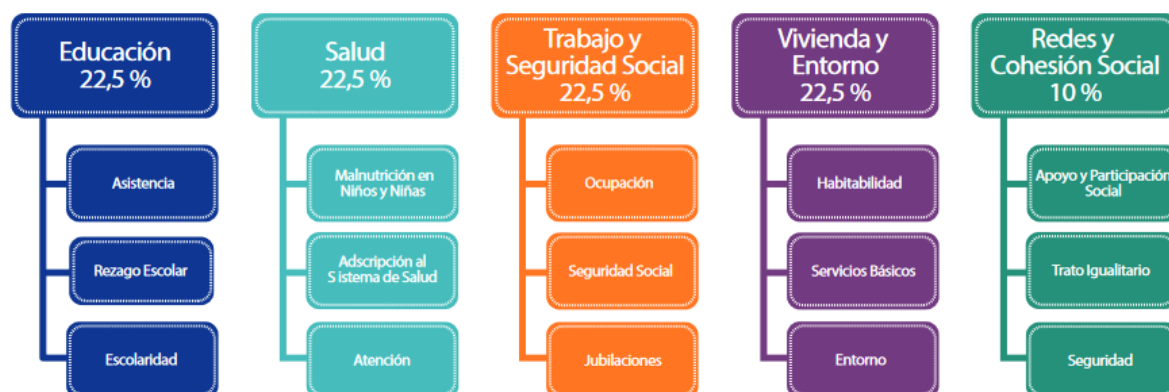 Educación
22,5 %
Asistencia
Rezago Escolar
Escolaridad
Salud
22,5 %
Malnutrición en
Niños y Niñas
Adscripción al
S istema de Salud
Atención
Trabajo y
Seguridad Social
22,5 %
Ocupación
Seguridad Social
Jubilaciones
Vivienda y
Entorno
22,5 %
Habitabilidad
Servicios Básicos
Entorno
Redes y
Cohesión Social
10 %
Apoyo y Participación
Social
Trato Igualitario
Seguridad